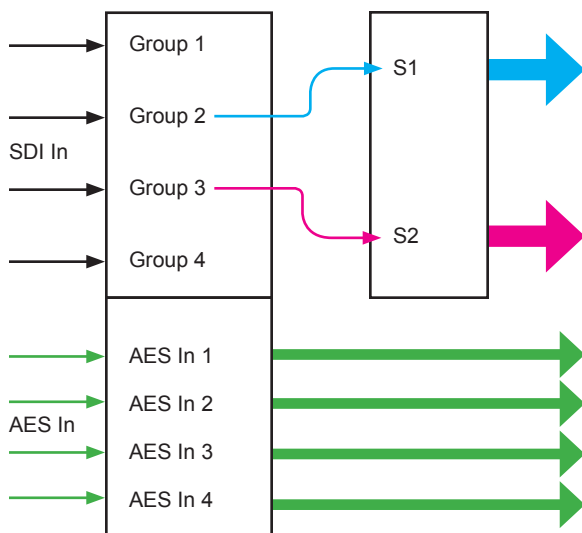 Group 1
Group 2
SDI In
Group 3
Group 4
S1
S2
AES In 1
AES In 2
AES In
AES In 3
AES In 4